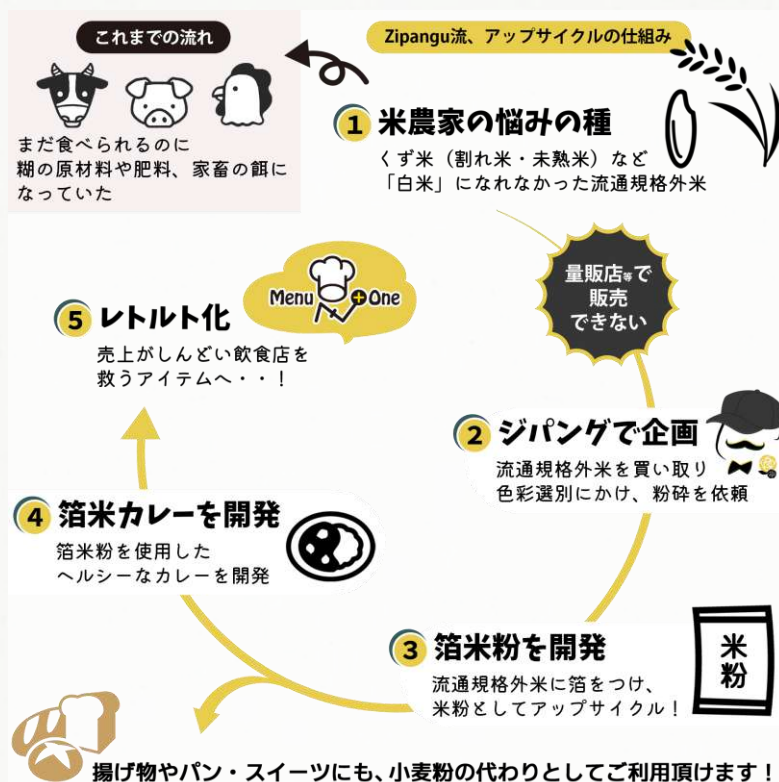 これまでの流れ
まだ食べられるのに
糊の原材料や肥料、家畜の餌に
なっていた
Zipangu流、アップサイクルの仕組み
1 米農家の悩みの種
くず米（割れ米・未熟米）など
「白米」になれなかった流通規格外米
量販店等で
販売
できない
2 ジパングで企画
流通規格外米を買い取り
色彩選別にかけ、粉砕を依頼
3 箔米粉を開発
流通規格外米に箔をつけ、
米粉としてアップサイクル！
米粉
揚げ物やパン・スイーツにも、小麦粉の代わりとしてご利用頂けます！
4 箔米カレーを開発
箔米粉を使用した
ヘルシーなカレーを開発
5 レトルト化
売上がしんどい飲食店を
救うアイテムへ・・！
Menu + One